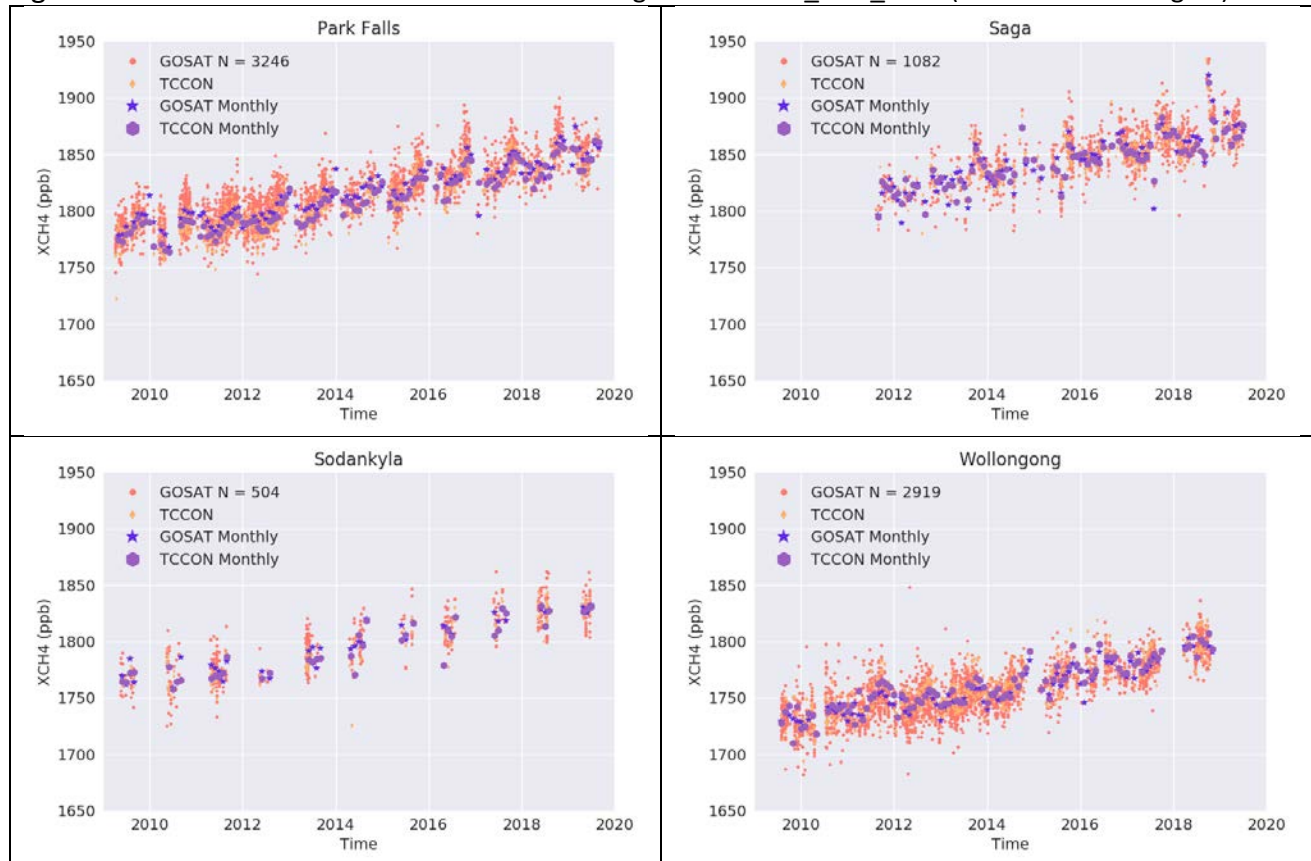 Park Falls
GOSAT N = 3246
TCCON
GOSAT Monthly
TCCON Monthly
XCH4 (ppb)
1950
1900
1850
1800
1750
1700
1650
2010 2012 2014 2016 2018 2020
Time
Saga
GOSAT N = 1082
TCCON
GOSAT Monthly
TCCON Monthly
XCH4 (ppb)
1950
1900
1850
1800
1750
1700
1650
2010 2012 2014 2016 2018 2020
Time
Sodankyla
GOSAT N = 504
TCCON
GOSAT Monthly
TCCON Monthly
XCH4 (ppb)
1950
1900
1850
1800
1750
1700
1650
2010 2012 2014 2016 2018 2020
Time
Wollongong
GOSAT N = 2919
TCCON
GOSAT Monthly
TCCON Monthly
XCH4 (ppb)
1950
1900
1850
1800
1750
1700
1650
2010 2012 2014 2016 2018 2020
Time